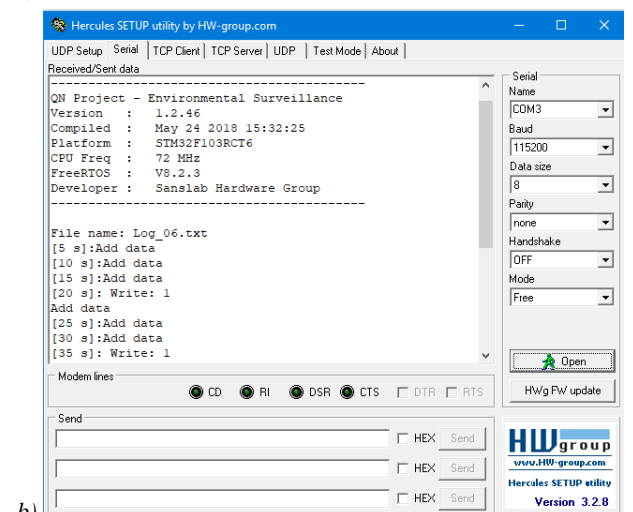 Hercules SETUP utility by HW-group.com
UDP Setup Serial TCP Client TCP Server UDP Test Mode About
Received/Sent data
------------------------------------------
QN Project - Environmental Surveillance
Version : 1.2.46
Compiled : May 24 2018 15:32:25
Platform : STM32F103RCT6
CPU Freq : 72 MHz
FreeRTOS : V8.2.3
Developer : Sanslab Hardware Group
------------------------------------------
File name: Log_06.txt
[5 s]:Add data
[10 s]:Add data
[15 s]:Add data
[20 s]: Write: 1
Add data
[25 s]:Add data
[30 s]:Add data
[35 s]: Write: 1
Serial
Name
COM3
Baud
115200
Data size
8
Parity
none
Handshake
OFF
Mode
Free
Open
HWg FW update
Modem lines
CD RI DSR CTS DTR RTS
Send
HEX Send
HEX Send
HEX Send
HWgroup
www.HW-group.com
Hercules SETUP utility
Version 3.2.8
b)